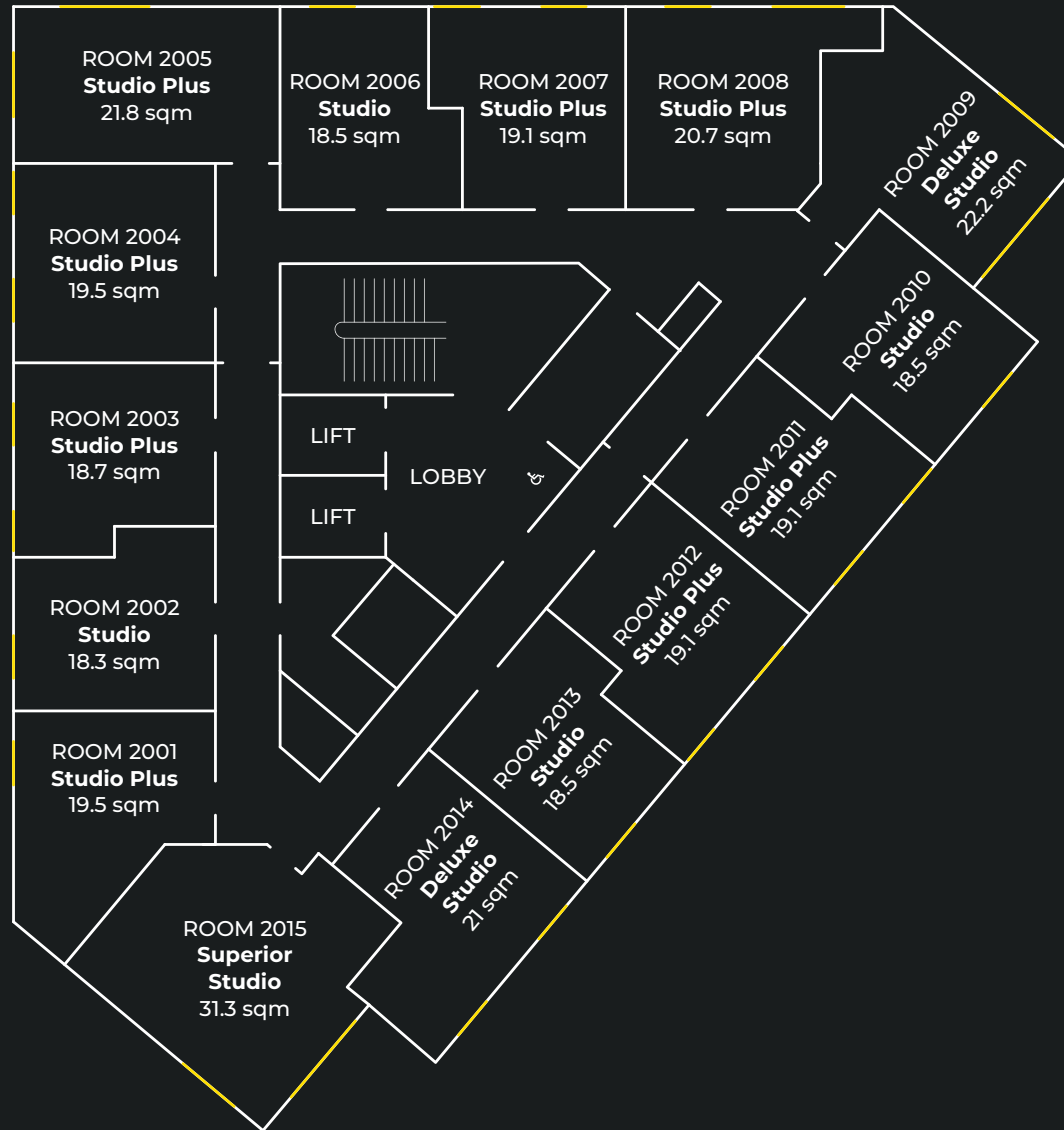 ROOM 2005
Studio Plus
21.8 sqm
ROOM 2006
Studio
18.5 sqm
ROOM 2007
Studio Plus
19.1 sqm
ROOM 2008
Studio Plus
20.7 sqm
ROOM 2009
Deluxe
Studio
22.2 sqm
ROOM 2004
Studio Plus
19.5 sqm
ROOM 2010
Studio
18.5 sqm
ROOM 2003
Studio Plus
18.7 sqm
LIFT
LOBBY
LIFT
ROOM 2011
Studio Plus
19.1 sqm
ROOM 2012
Studio Plus
19.1 sqm
ROOM 2002
Studio
18.3 sqm
ROOM 2013
Studio
18.5 sqm
ROOM 2001
Studio Plus
19.5 sqm
ROOM 2014
Deluxe
Studio
21 sqm
ROOM 2015
Superior
Studio
31.3 sqm